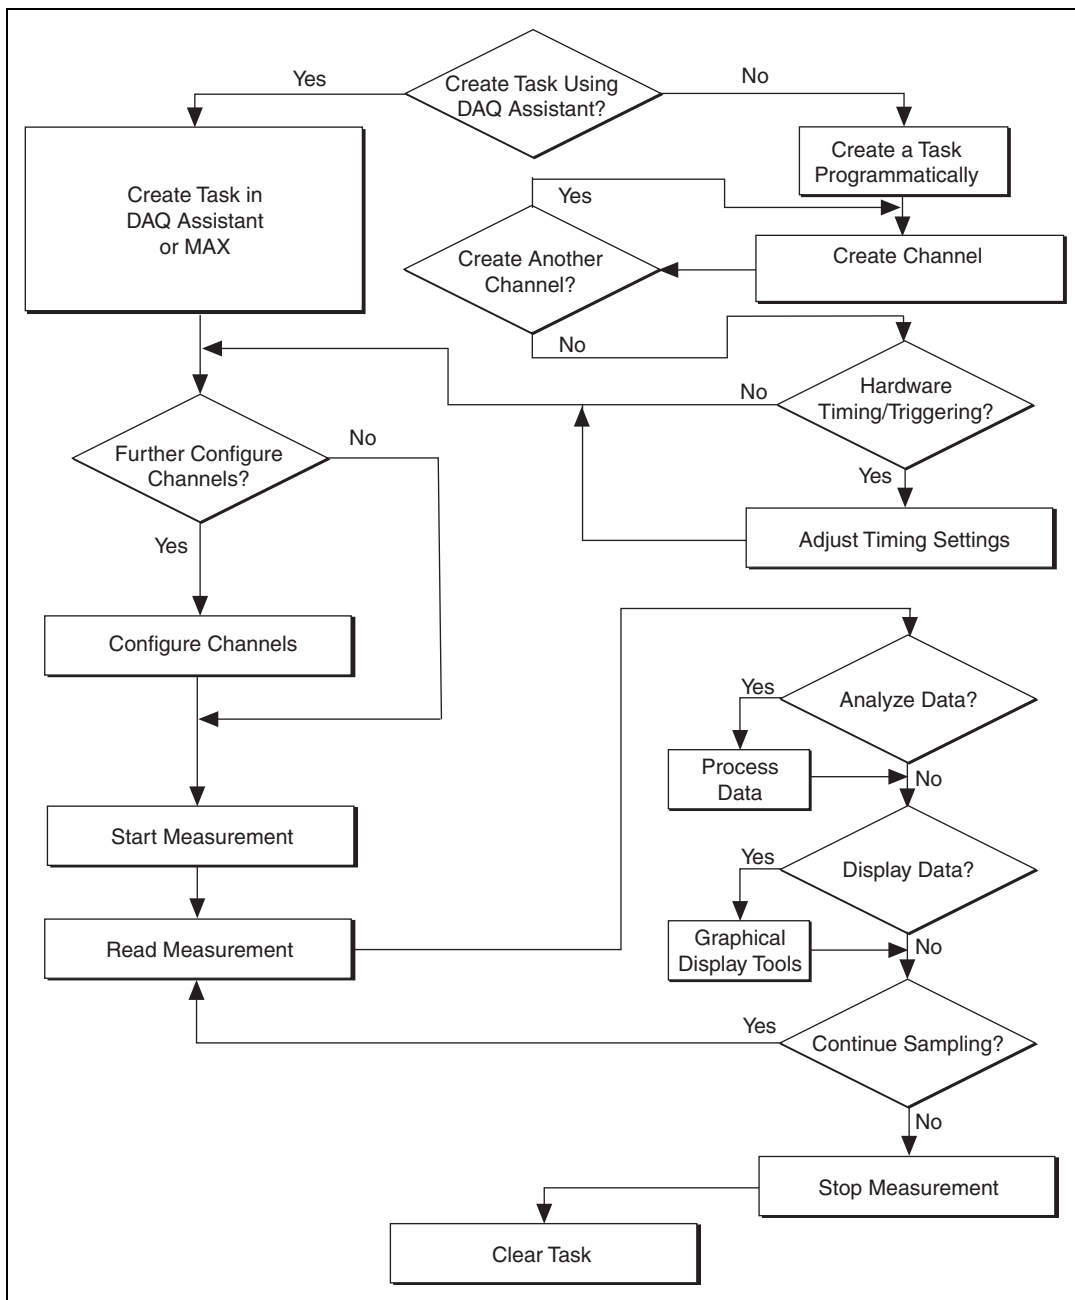 Create Task Using
DAQ Assistant?
Yes
No
Create Task in
DAQ Assistant
or MAX
Create a Task
Programmatically
Yes
Create Channel
Create Another
Channel?
No
Hardware
Timing/Triggering?
No
Yes
Adjust Timing Settings
Further Configure
Channels?
No
Yes
Configure Channels
Start Measurement
Read Measurement
Analyze Data?
Yes
Process
Data
No
Display Data?
Yes
Graphical
Display Tools
No
Continue Sampling?
Yes
No
Stop Measurement
Clear Task